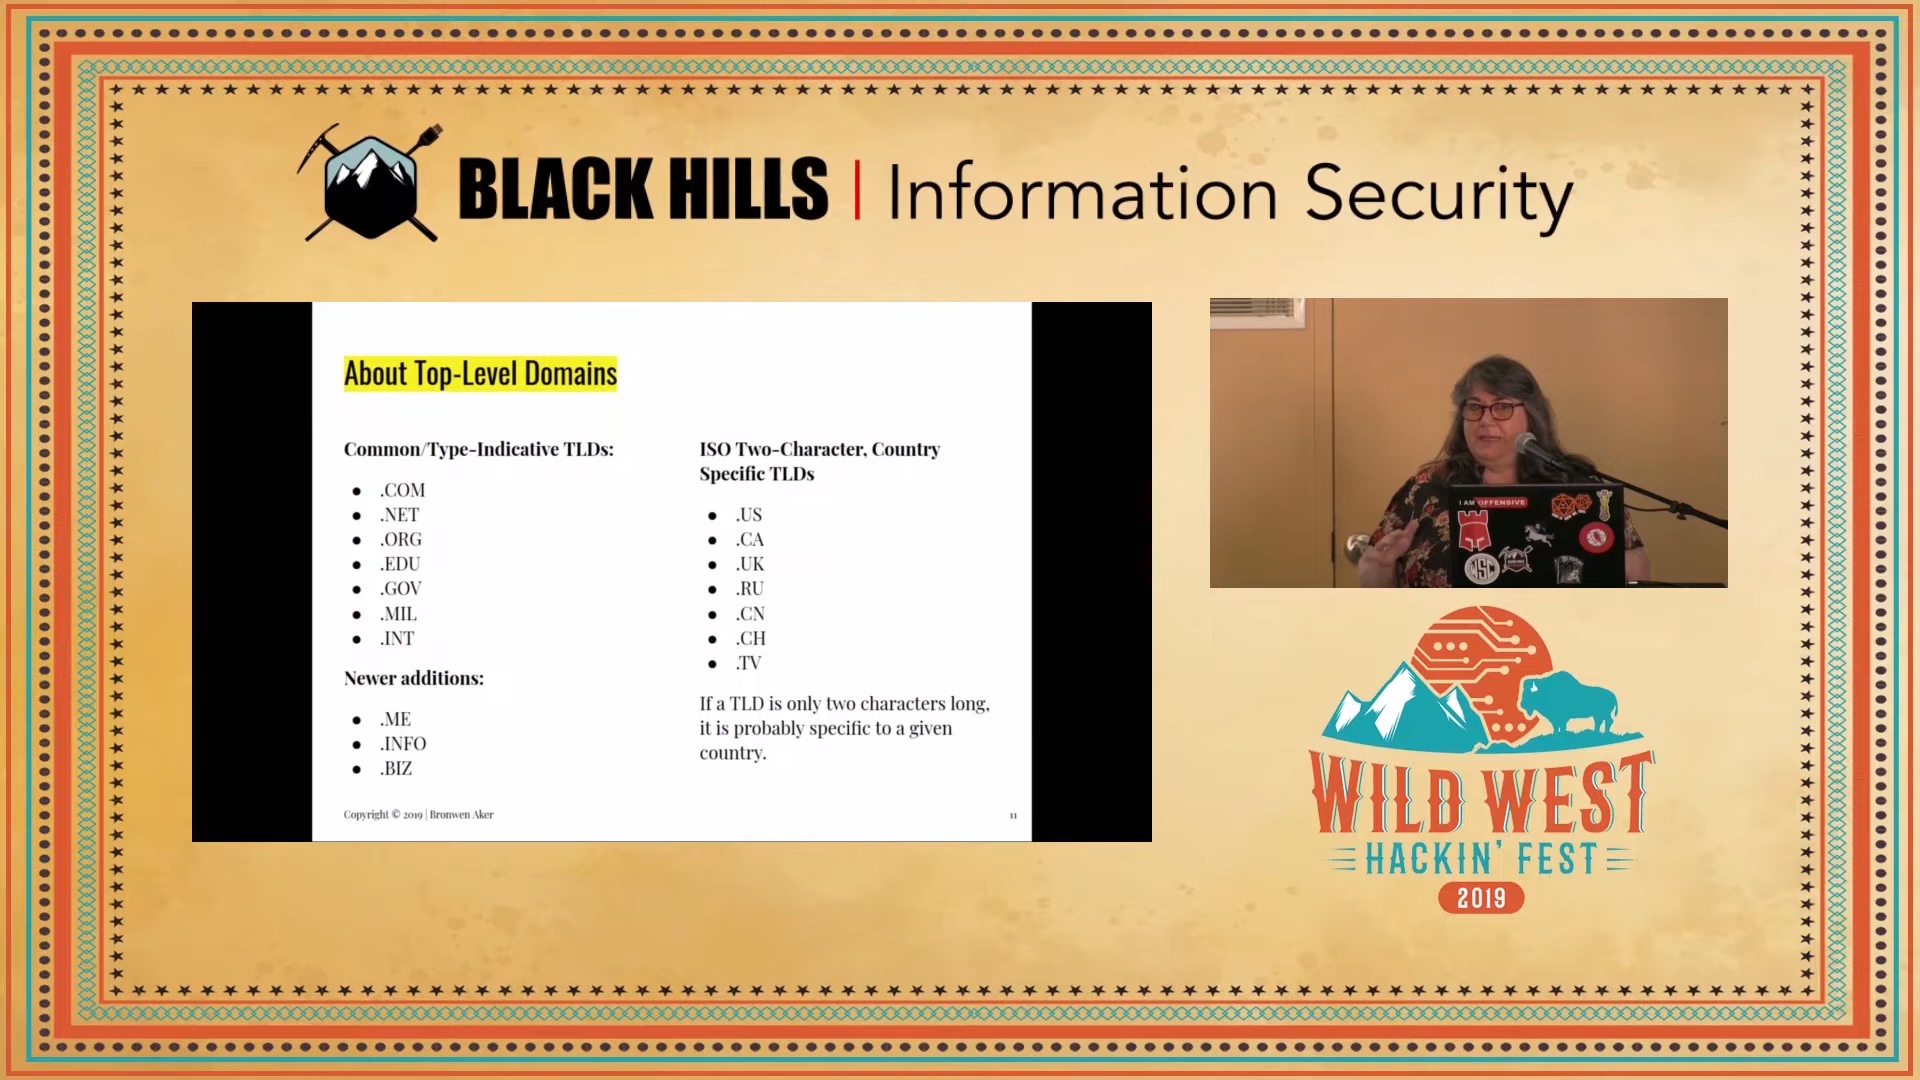 BLACK HILLS | Information Security
About Top-Level Domains
Common/Type-Indicative TLDs:
● .COM
● .NET
● .ORG
● .EDU
● .GOV
● .MIL
● .INT
Newer additions:
● .ME
● .INFO
● .BIZ
ISO Two-Character, Country
Specific TLDs
● .US
● .CA
● .UK
● .RU
● .CN
● .CH
● .TV
If a TLD is only two characters long,
it is probably specific to a given
country.
Copyright © 2019 | Bronwen Aker
11
I AM OFFENSIVE
WSC
WILD WEST
HACKIN' FEST
2019